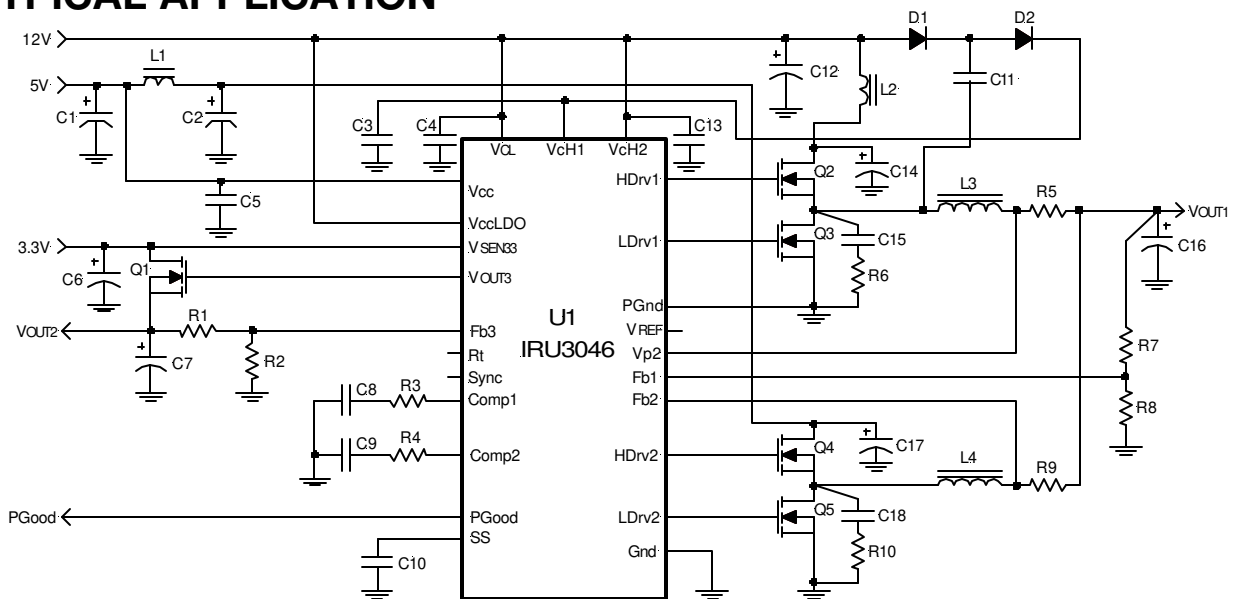 TYPICAL APPLICATION
D1 D2
12V
L1
C12
L2
C11
5V
C1
C2
C3 C4 C13
VCL VcH1 VcH2
HDrv1 Q2 C14
Vcc
C5
L3 R5
VOUT1
VccLDO
Q3 C15
C16
LDrv1
3.3V
VSEN33
C6 Q1
VOUT3
R6
PGnd
U1
IRU3046
VREF
VOUT2
R1
Fb3
C7 R2
Rt
Vp2
R7
Sync
Fb1
C8 R3
Comp1
Fb2
R8
C9 R4
Comp2
HDrv2 Q4 C17
L4 R9
PGood
PGood
LDrv2 Q5 C18
SS
C10
Gnd
R10